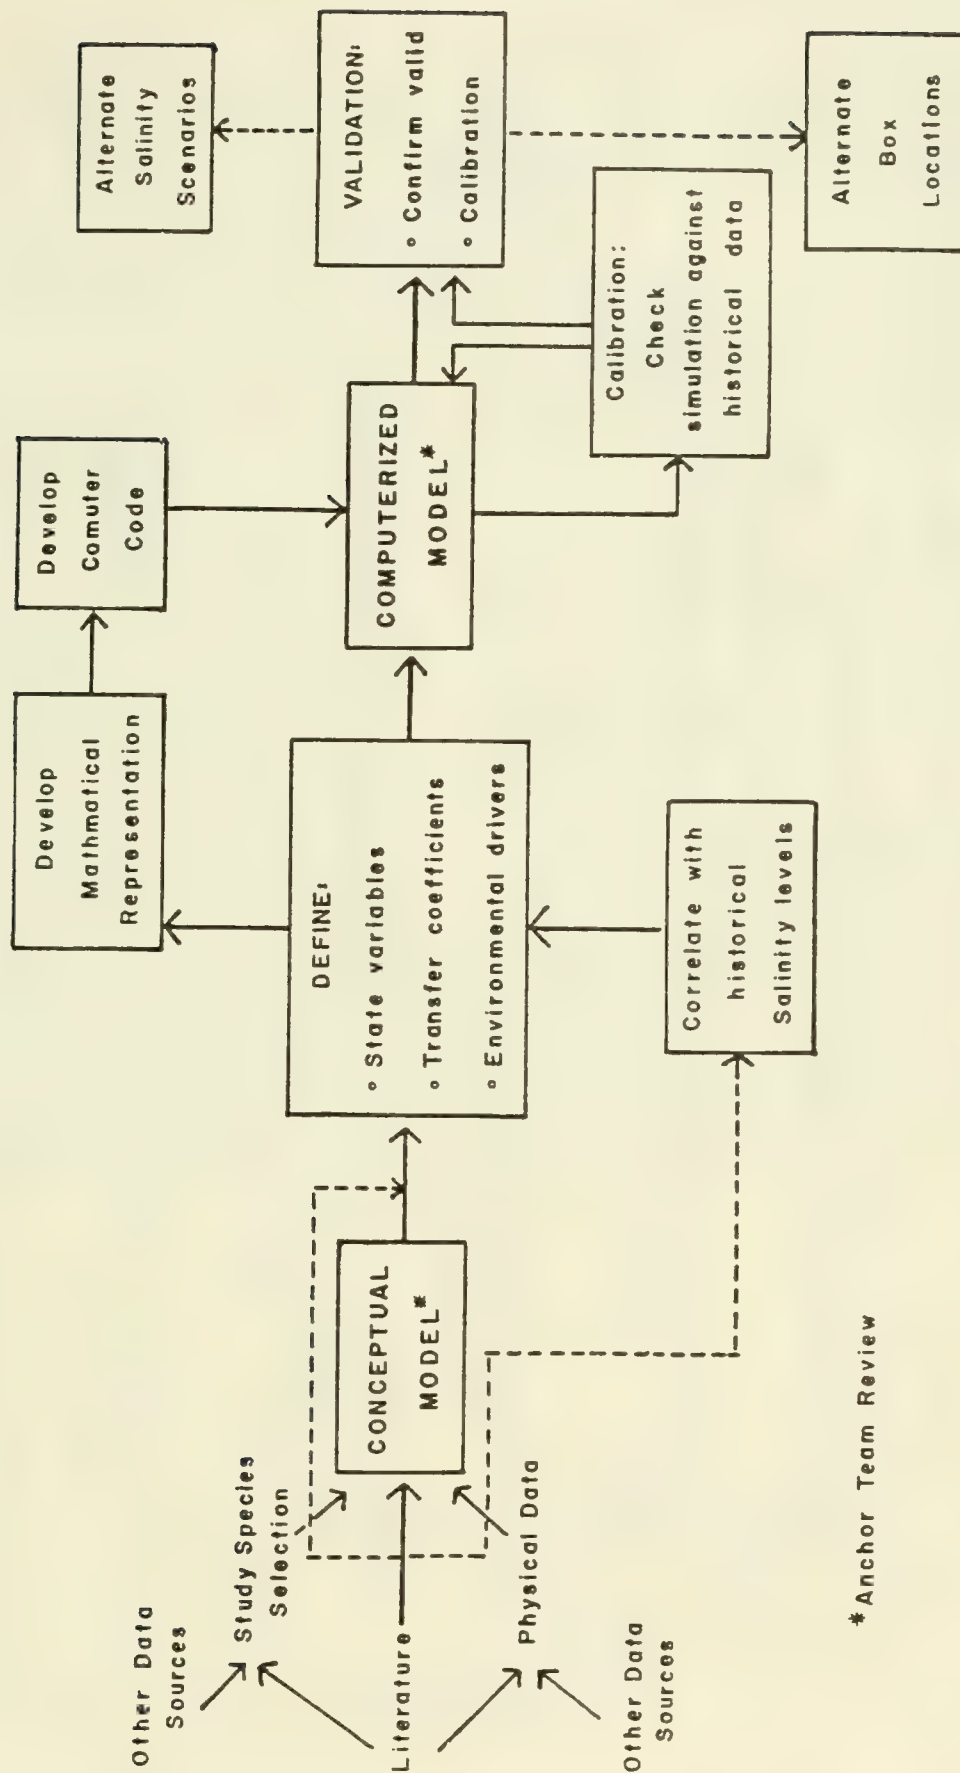 Other Data
Sources
Study Species
Selection
Literature
Physical Data
Other Data
Sources
CONCEPTUAL
MODEL*
Develop
Mathmatical
Representation
DEFINE:
° State variables
° Transfer coefficients
° Environmental drivers
Correlate with
historical
Salinity levels
Develop
Comuter
Code
COMPUTERIZED
MODEL*
Calibration:
Check
simulation against
historical data
Alternate
Salinity
Scenarios
VALIDATION:
° Confirm valid
° Calibration
Alternate
Box
Locations
*Anchor Team Review